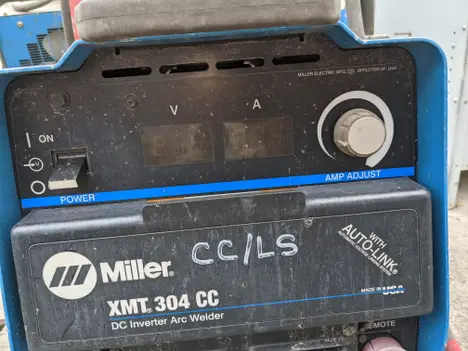 MILLER ELECTRIC MFG. CO. APPLETON WI. USA
V A
ON
POWER
AMP ADJUST
CC/LS
WITH
AUTO-LINK®
Miller®
XMT® 304 CC
DC Inverter Arc Welder
MADE IN USA
REMOTE